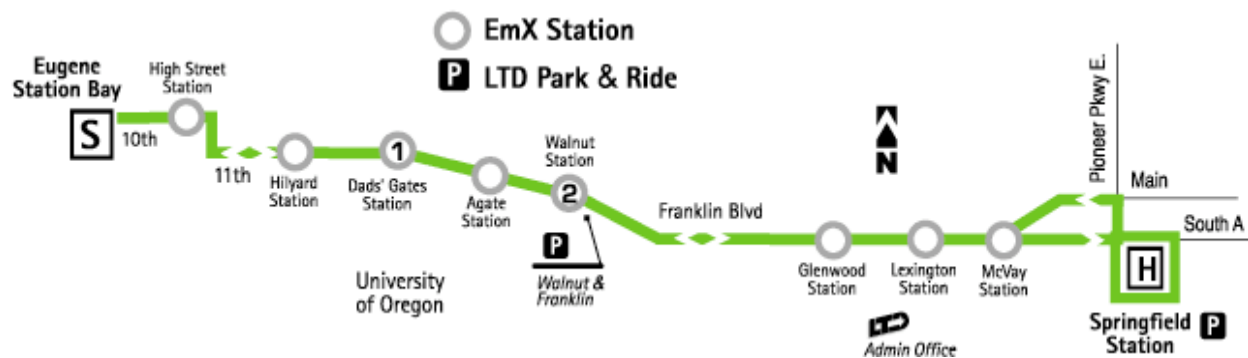 EmX Station
P LTD Park & Ride
Eugene
Station Bay
S
10th
High Street
Station
11th
Hilyard
Station
1
Dads' Gates
Station
Agate
Station
Walnut
Station
2
P
Walnut &
Franklin
University
of Oregon
Franklin Blvd
N
Glenwood
Station
Lexington
Station
McVay
Station
LTD
Admin Office
Pioneer Pkwy E.
Main
South A
H
Springfield
Station P